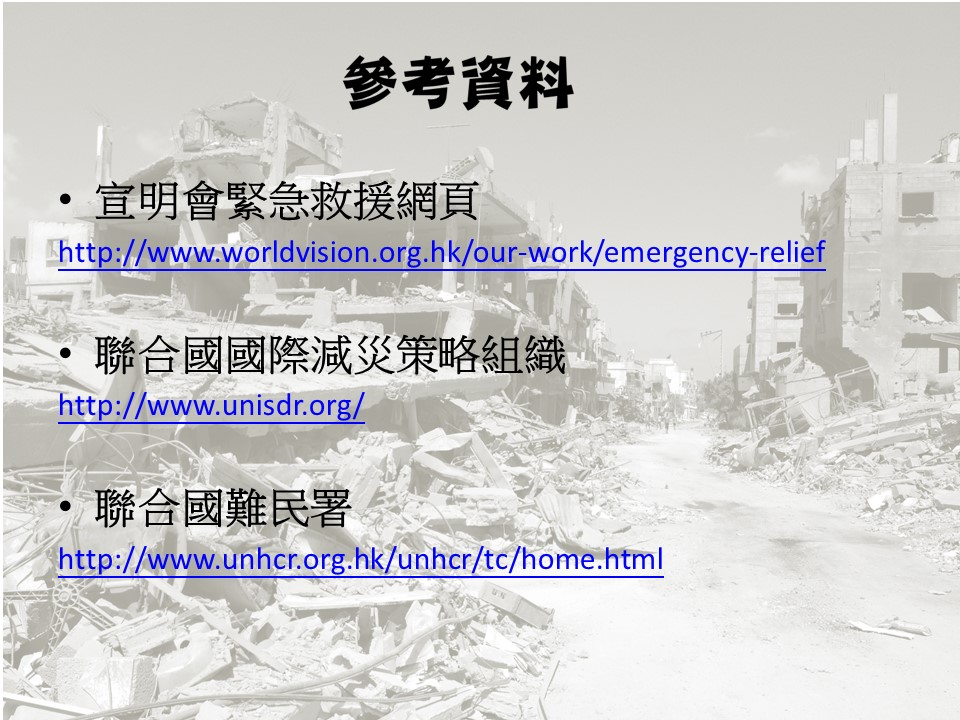 參考資料
• 宣明會緊急救援網頁
http://www.worldvision.org.hk/our-work/emergency-relief
• 聯合國國際減災策略組織
http://www.unisdr.org/
• 聯合國難民署
http://www.unhcr.org.hk/unhcr/tc/home.html